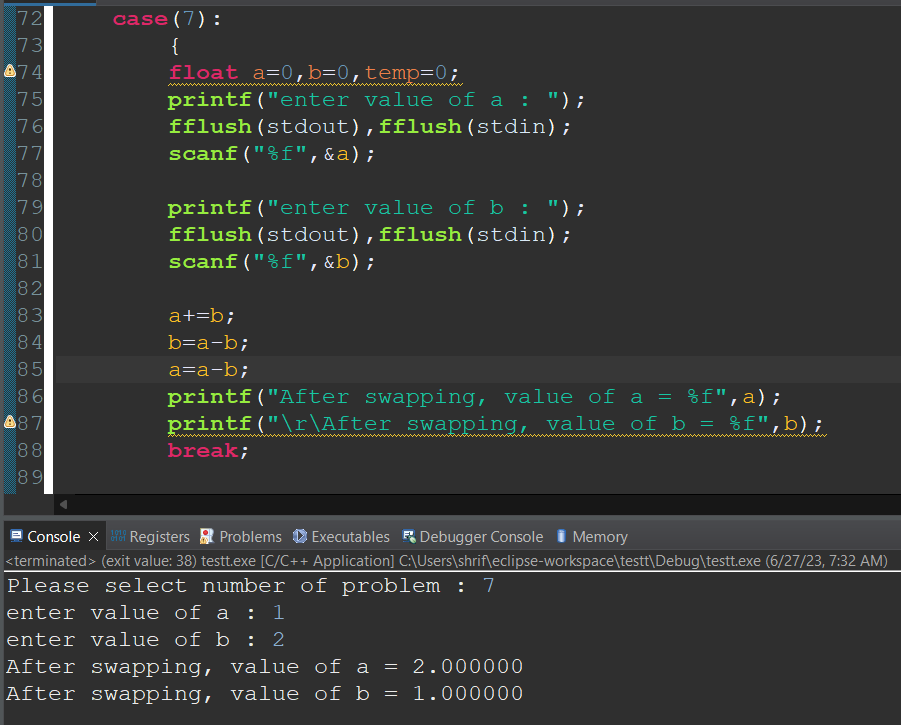 72 case(7):
73 {
74 float a=0,b=0,temp=0;
75 printf("enter value of a : ");
76 fflush(stdout),fflush(stdin);
77 scanf("%f",&a);
78
79 printf("enter value of b : ");
80 fflush(stdout),fflush(stdin);
81 scanf("%f",&b);
82
83 a+=b;
84 b=a-b;
85 a=a-b;
86 printf("After swapping, value of a = %f",a);
87 printf("\r\After swapping, value of b = %f",b);
88 break;
89
Console Registers Problems Executables Debugger Console Memory
<terminated> (exit value: 38) testt.exe [C/C++ Application] C:\Users\shrif\eclipse-workspace\testt\Debug\testt.exe (6/27/23, 7:32 AM)
Please select number of problem : 7
enter value of a : 1
enter value of b : 2
After swapping, value of a = 2.000000
After swapping, value of b = 1.000000